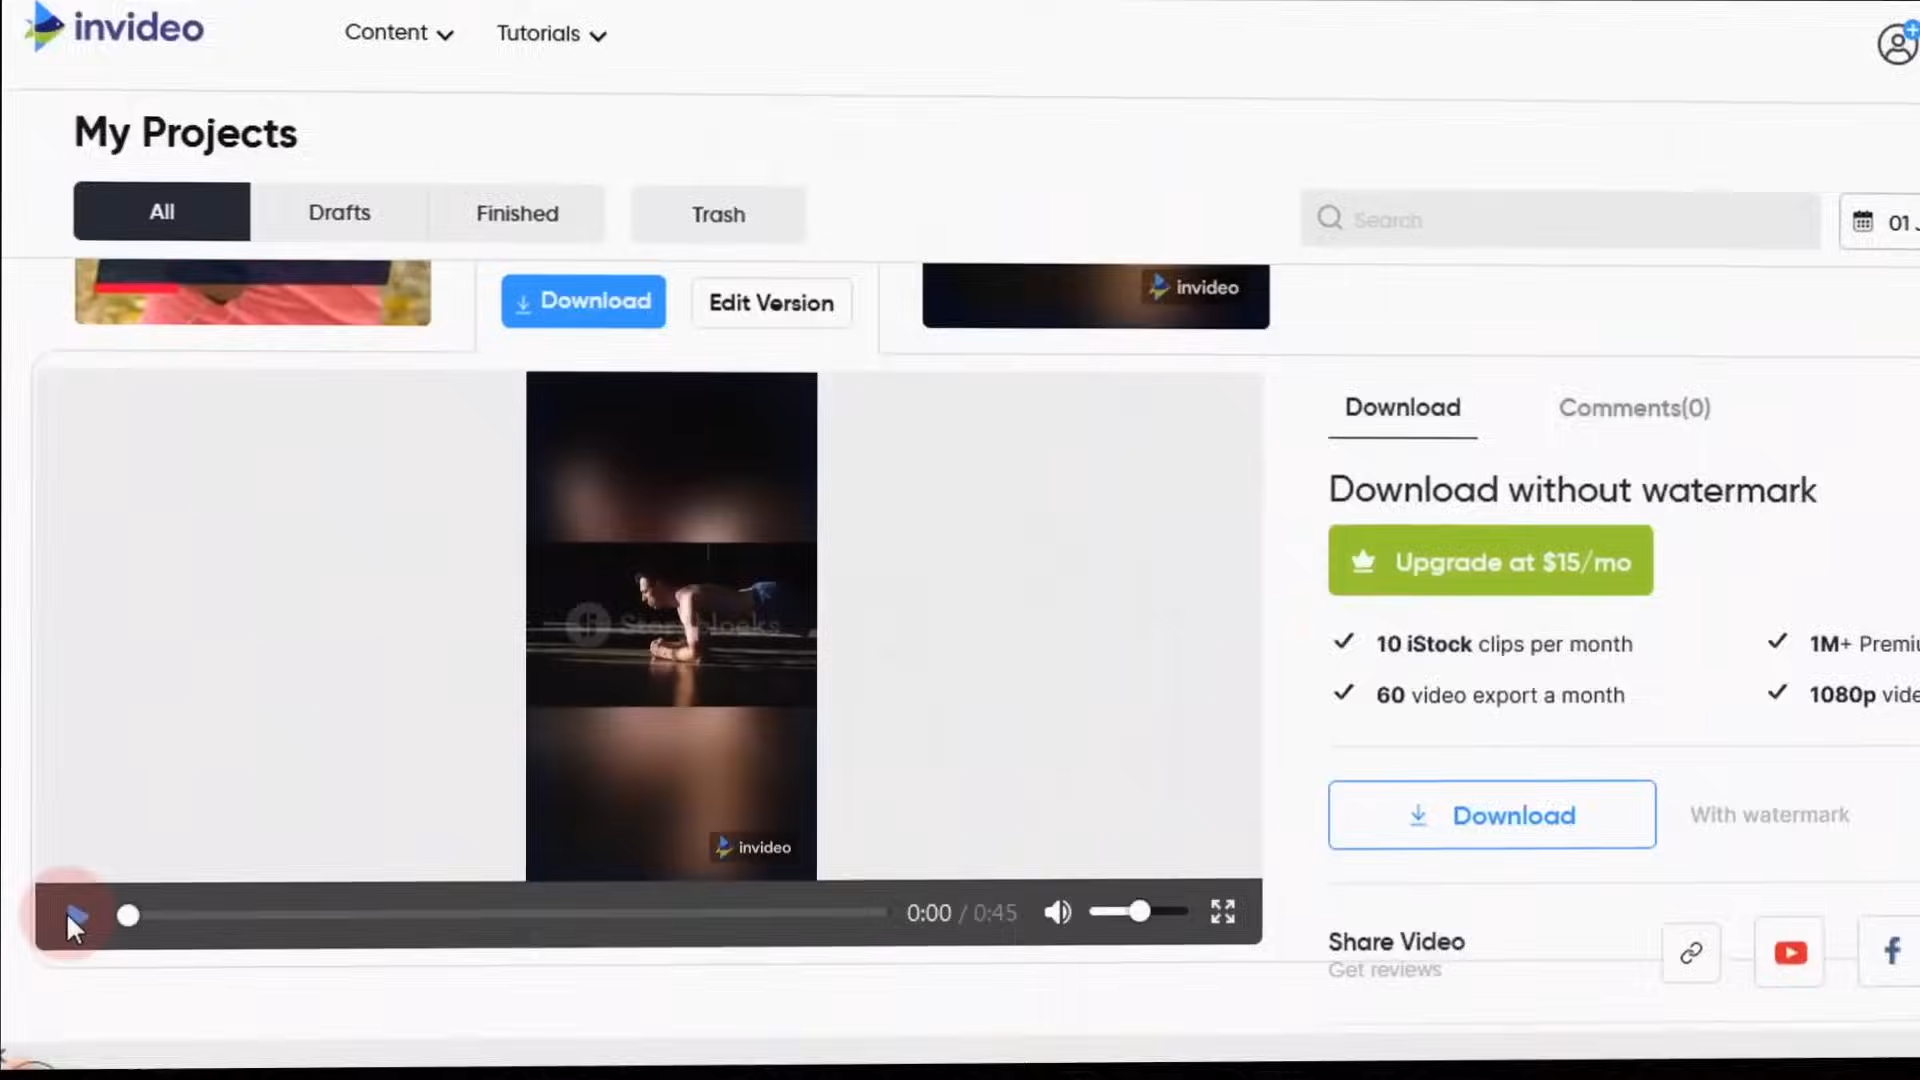 invideo
Content
Tutorials
My Projects
All
Drafts
Finished
Trash
Search
01
Download
Edit Version
invideo
Download
Comments(0)
Download without watermark
Upgrade at $15/mo
10 iStock clips per month
1M+
60 video export a month
1080p
Storyblocks
invideo
Download
With watermark
0:00 / 0:45
Share Video
Get reviews